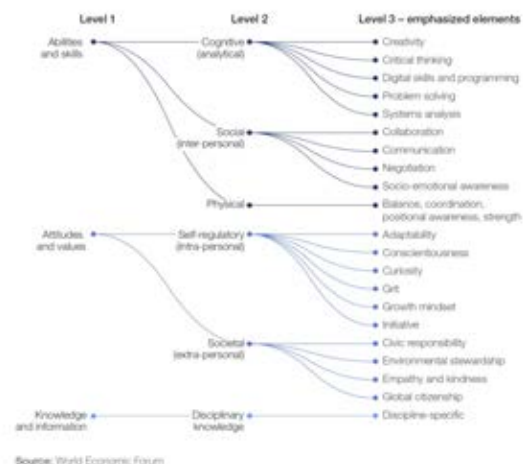 Level 1
Level 2
Level 3 – emphasized elements
Abilities
and skills
Cognitive
(analytical)
Creativity
Critical thinking
Digital skills and programming
Problem solving
Systems analysis
Social
(inter-personal)
Collaboration
Communication
Negotiation
Socio-emotional awareness
Physical
Balance, coordination,
positional awareness, strength
Attitudes
and values
Self-regulatory
(intra-personal)
Adaptability
Conscientiousness
Curiosity
Grit
Growth mindset
Initiative
Societal
(extra-personal)
Civic responsibility
Environmental stewardship
Empathy and kindness
Global citizenship
Knowledge
and information
Disciplinary
knowledge
Discipline-specific
Source: World Economic Forum